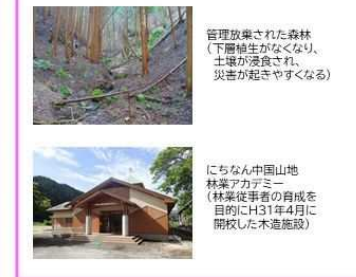 管理放棄された森林
(下層植生がなくなり、
土壌が浸食され、
災害が起きやすくなる)
にちなん中国山地
林業アカデミー
(林業従事者の育成を
目的にH31年4月に
開校した木造施設)